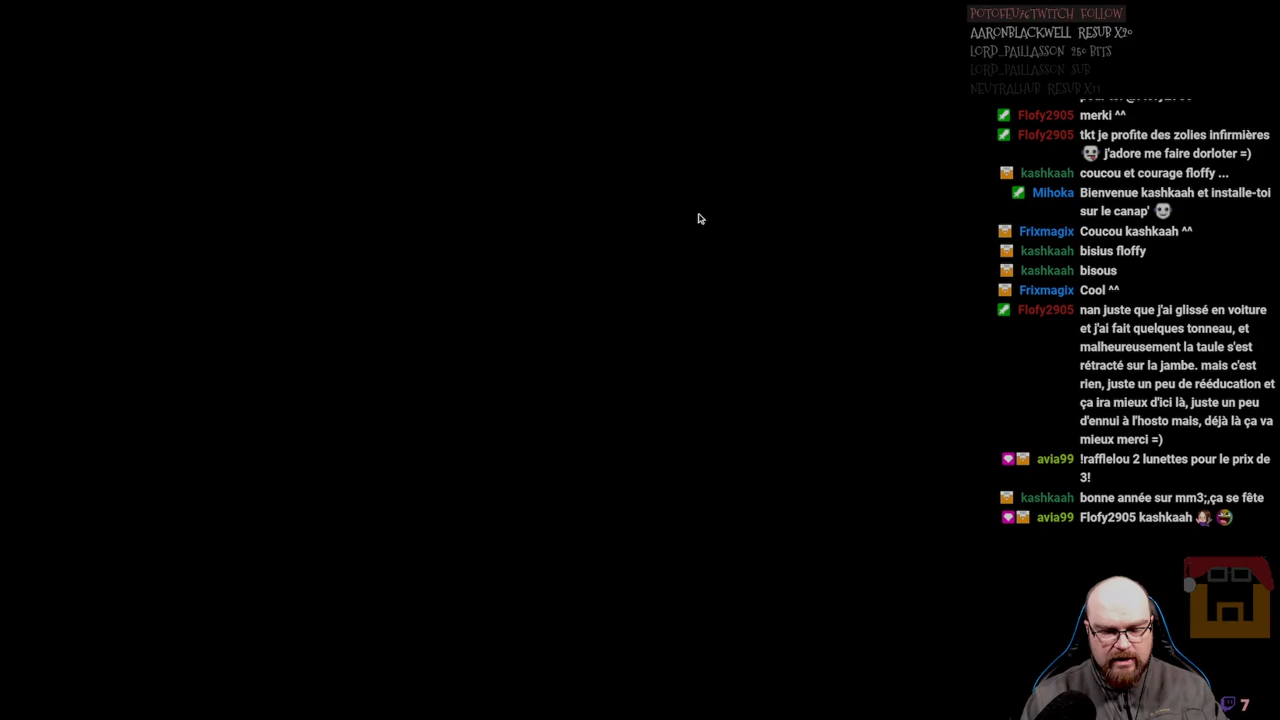 POTOFEU76TWITCH FOLLOW
AARONBLACKWELL RESUB X20
LORD_PAILLASSON 250 BITS
LORD_PAILLASSON SUB
NEUTRALHUB RESUB X11
Flofy2905 merki ^^
Flofy2905 tkt je profite des zolies infirmières
j'adore me faire dorloter =)
kashkaah coucou et courage floffy ...
Mihoka Bienvenue kashkaah et installe-toi
sur le canap'
Frixmagix Coucou kashkaah ^^
kashkaah bisius floffy
kashkaah bisous
Frixmagix Cool ^^
Flofy2905 nan juste que j'ai glissé en voiture
et j'ai fait quelques tonneau, et
malheureusement la taule s'est
rétracté sur la jambe. mais c'est
rien, juste un peu de rééducation et
ça ira mieux d'ici là, juste un peu
d'ennui à l'hosto mais, déjà là ça va
mieux merci =)
avia99 !rafflelou 2 lunettes pour le prix de
3!
kashkaah bonne année sur mm3;,ça se fête
avia99 Flofy2905 kashkaah
7